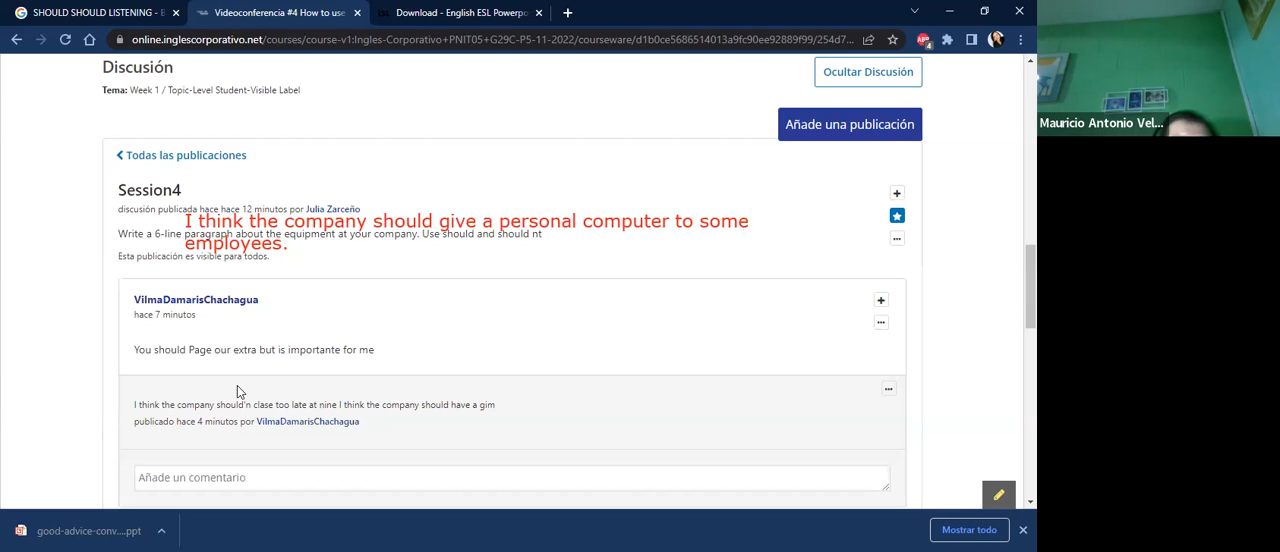 SHOULD SHOULD LISTENING - B
Videoconferencia #4 How to use
Download - English ESL Powerpo
online.inglescorporativo.net/courses/course-v1:Ingles-Corporativo+PNIT05+G29C-P5-11-2022/courseware/d1b0ce5686514013a9fc90ee92889f99/254d7...
4
Discusión
Ocultar Discusión
Tema: Week 1 / Topic-Level Student-Visible Label
Añade una publicación
Todas las publicaciones
Session4
discusión publicada hace hace 12 minutos por Julia Zarceño
I think the company should give a personal computer to some
Write a 6-line paragraph about the equipment at your company. Use should and should nt
employees.
Esta publicación es visible para todos.
VilmaDamarisChachagua
hace 7 minutos
You should Page our extra but is importante for me
I think the company should'n clase too late at nine I think the company should have a gim
publicado hace 4 minutos por VilmaDamarisChachagua
Añade un comentario
good-advice-conv....ppt
Mostrar todo
Mauricio Antonio Vel...